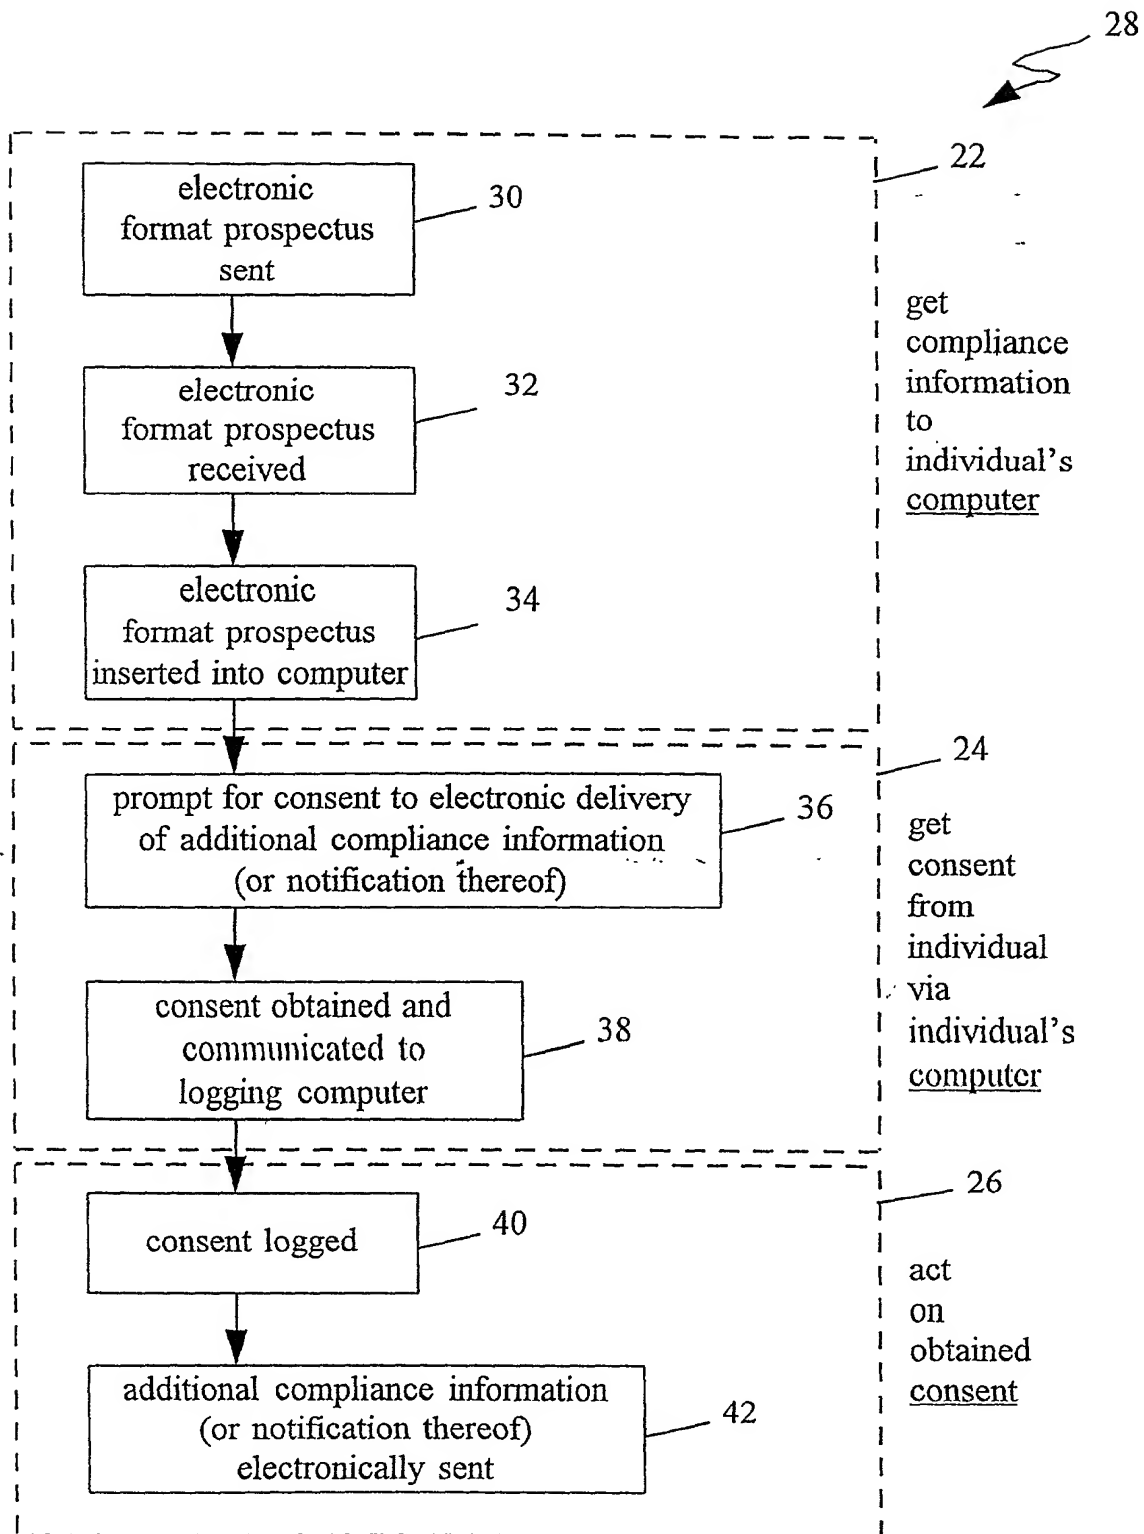 28
22
electronic
format prospectus
sent
30
get
compliance
information
to
individual's
computer
electronic
format prospectus
received
32
electronic
format prospectus
inserted into computer
34
24
prompt for consent to electronic delivery
of additional compliance information
(or notification thereof)
36
get
consent
from
individual
via
individual's
computer
consent obtained and
communicated to
logging computer
38
26
consent logged
40
act
on
obtained
consent
additional compliance information
(or notification thereof)
electronically sent
42